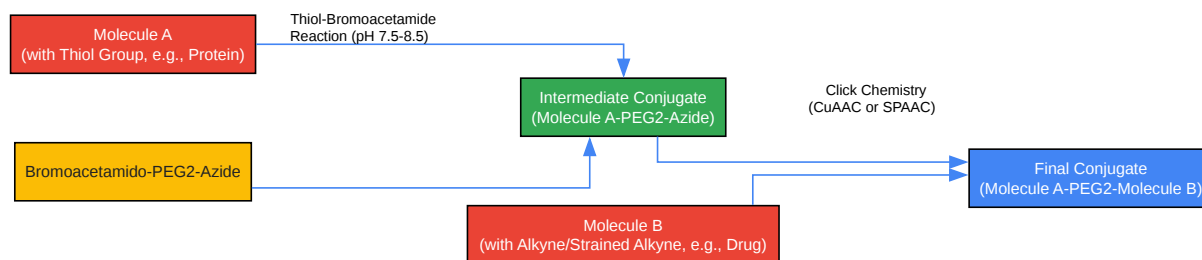 Molecule A
(with Thiol Group, e.g., Protein)
Thiol-Bromoacetamide
Reaction (pH 7.5-8.5)
Intermediate Conjugate
(Molecule A-PEG2-Azide)
Click Chemistry
(CuAAC or SPAAC)
Bromoacetamido-PEG2-Azide
Final Conjugate
(Molecule A-PEG2-Molecule B)
Molecule B
(with Alkyne/Strained Alkyne, e.g., Drug)